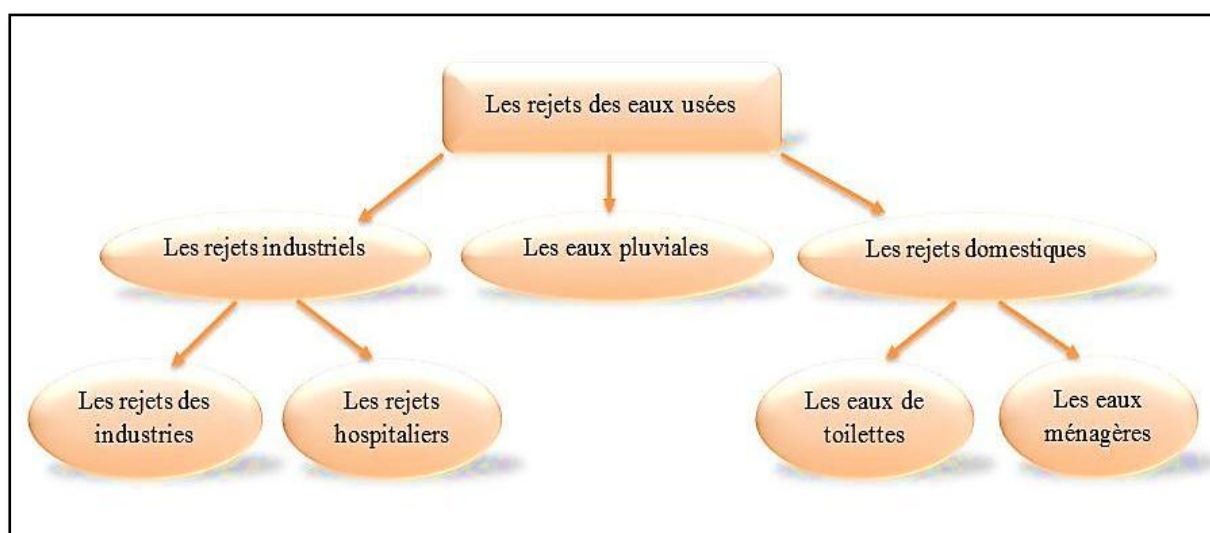 Les rejets des eaux usées
Les rejets industriels
Les eaux pluviales
Les rejets domestiques
Les rejets des
industries
Les rejets
hospitaliers
Les eaux de
toilettes
Les eaux
ménagères